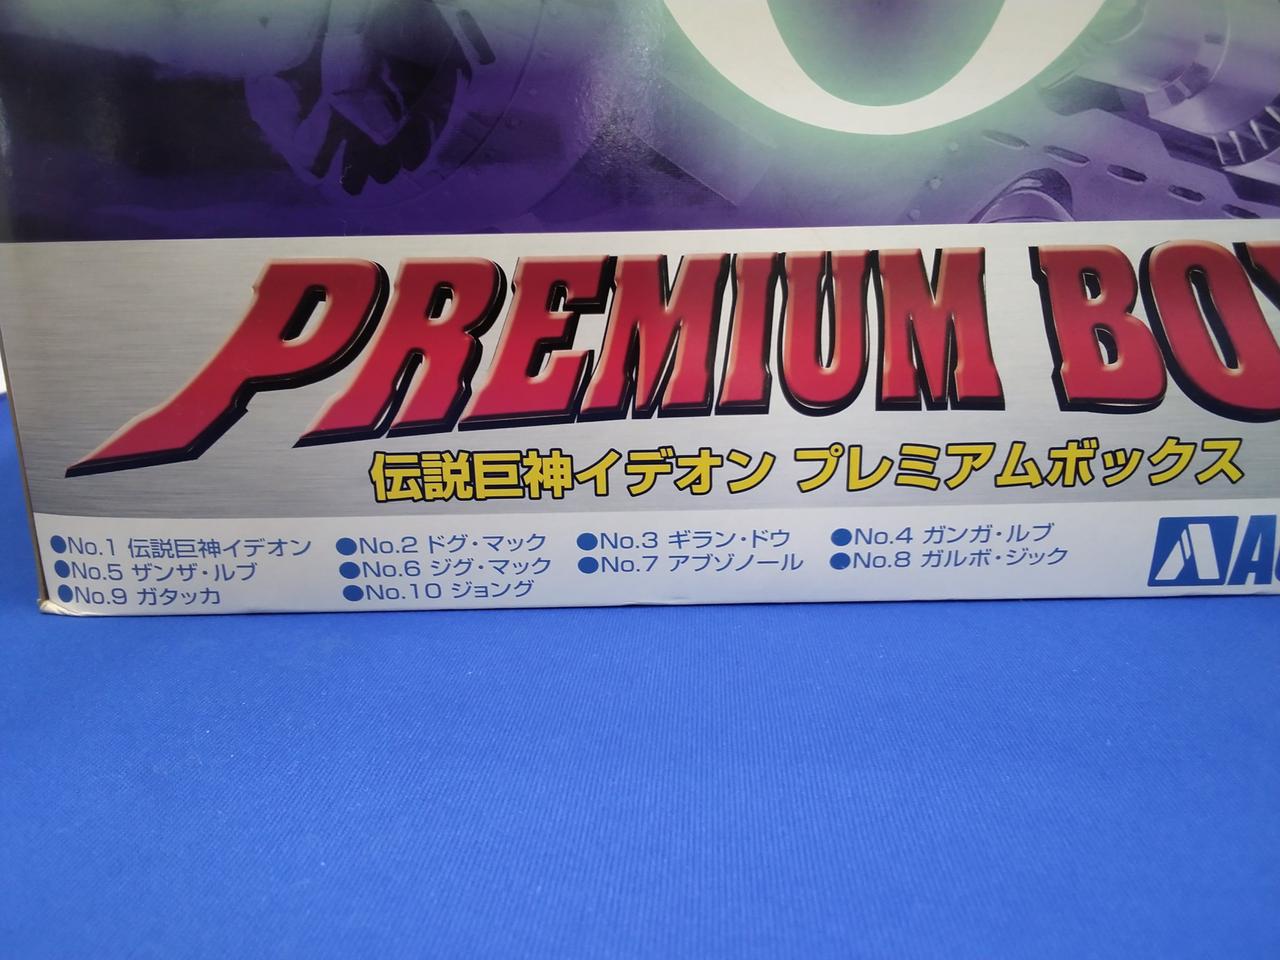 PREMIUM BOX
伝説巨神イデオン プレミアムボックス
●No.1 伝説巨神イデオン ●No.2 ドグ・マック ●No.3 ギラン・ドウ ●No.4 ガンガ・ルブ
●No.5 ザンザ・ルブ ●No.6 ジグ・マック ●No.7 アブゾノール ●No.8 ガルボ・ジック
●No.9 ガタッカ ●No.10 ジョング